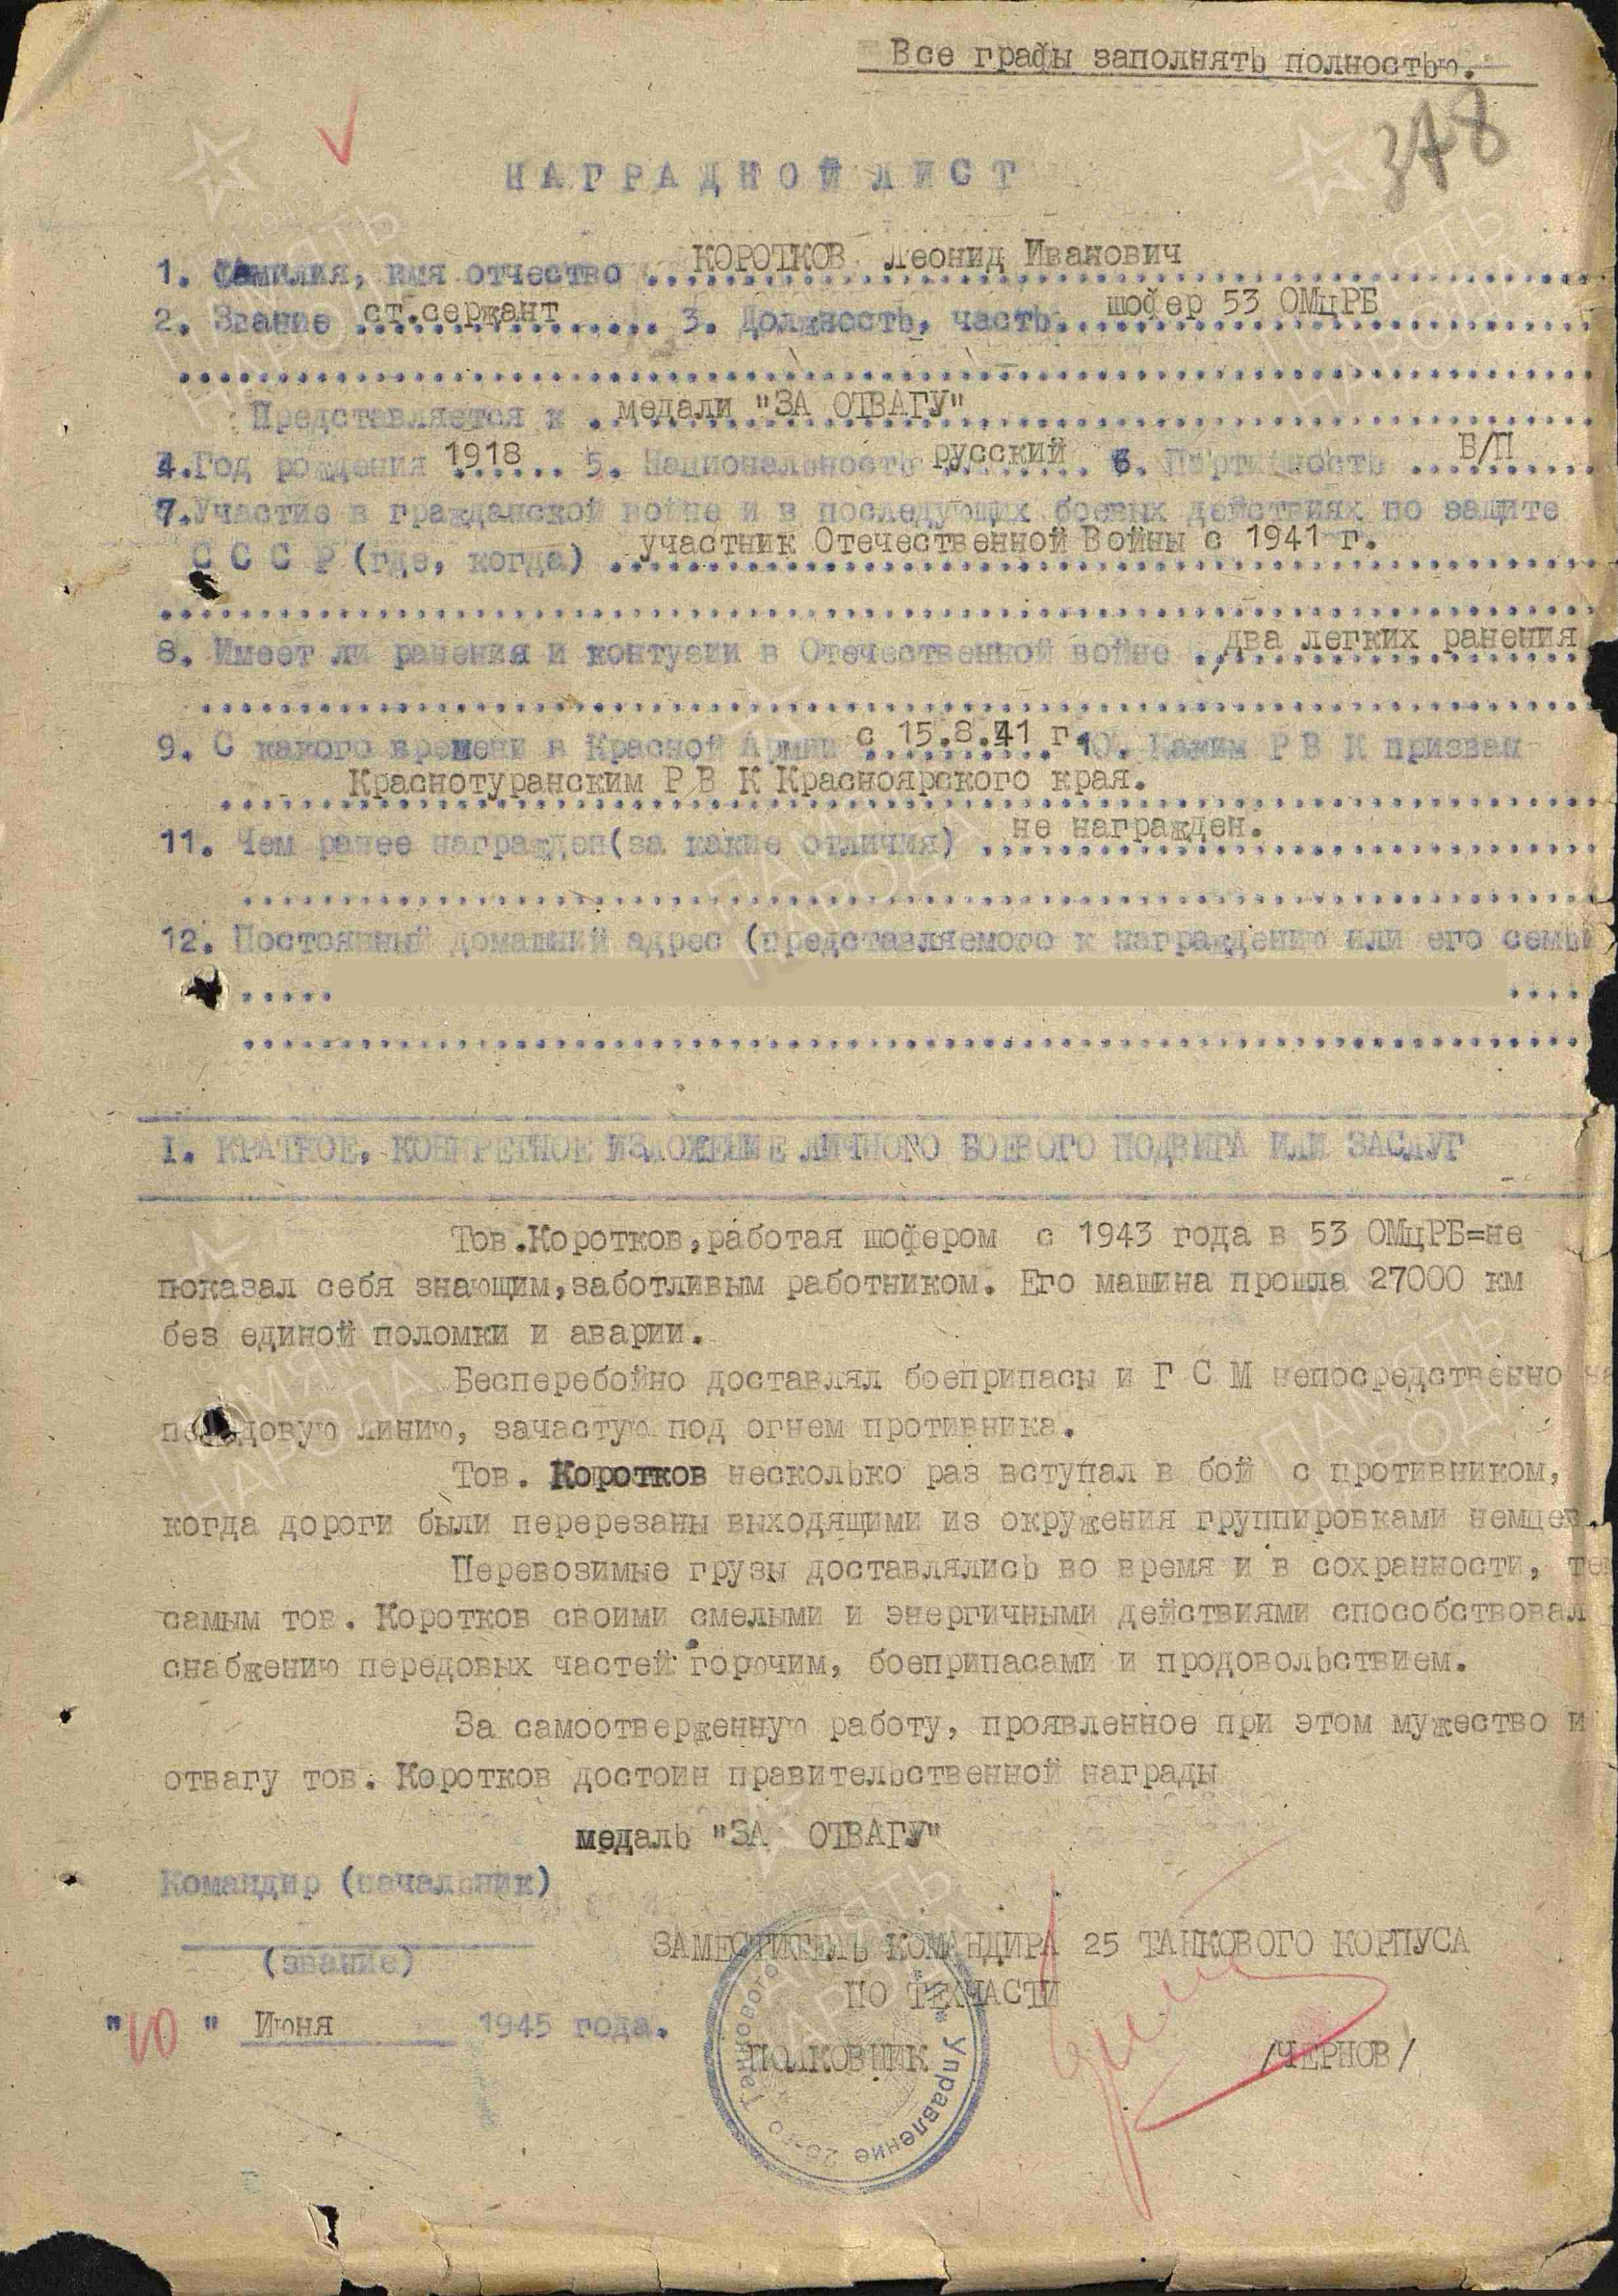 Все графы заполнять полностью.
378
НАГРАДНОЙ ЛИСТ
1. Фамилия, имя отчество КОРОТКОВ Леонид Иванович
2. Звание ст.сержант 3. Должность, часть. шофер 53 ОМцРБ
Представляется к медали "ЗА ОТВАГУ"
4.Год рождения 1918 5. Национальность русский 6. Партийность Б/П
7.Участие в гражданской войне и в последующих боевых действиях по защите
С С С Р (где, когда) участник Отечественной Войны с 1941 г.
8. Имеет ли ранения и контузии в Отечественной войне два легких ранения
9. С какого времени в Красной Армии с 15.8.41 г. 10. Каким Р В К призван
Краснотуранским Р В К Красноярского края.
11. Чем ранее награжден(за какие отличия) не награжден.
12. Постоянный домашний адрес (представляемого к награждению или его семьи
I. КРАТКОЕ, КОНКРЕТНОЕ ИЗЛОЖЕНИЕ ЛИЧНОГО БОЕВОГО ПОДВИГА ИЛИ ЗАСЛУГ
Тов.Коротков,работая шофером с 1943 года в 53 ОМцРБ=не
показал себя знающим,заботливым работником. Его машина прошла 27000 км
без единой поломки и аварии.
Бесперебойно доставлял боеприпасы и Г С М непосредственно на
передовую линию, зачастую под огнем противника.
Тов. Коротков несколько раз вступал в бой с противником,
когда дороги были перерезаны выходящими из окружения группировками немцев.
Перевозимые грузы доставлялись во время и в сохранности, тем
самым тов. Коротков своими смелыми и энергичными действиями способствовал
снабжению передовых частей горючим, боеприпасами и продовольствием.
За самоотверженную работу, проявленное при этом мужество и
отвагу тов. Коротков достоин правительственной награды
медаль "ЗА ОТВАГУ"
Командир (начальник)
ЗАМЕСТИТЕЛЬ КОМАНДИРА 25 ТАНКОВОГО КОРПУСА
(звание)
ПО ТЕХЧАСТИ
"10" Июня 1945 года.
ПОЛКОВНИК /ЧЕРНОВ/
Управление 25-го Танкового
ПАМЯТЬ НАРОДА